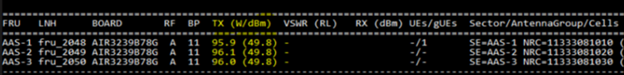 FRU LNH BOARD RF BP TX (W/dBm) VSWR (RL) RX (dBm) UEs/gUEs Sector/AntennaGroup/Cells
AAS-1 fru_2048 AIR3239B78G A 11 95.9 (49.8) - -/1 SE=AAS-1 NRC=11333081010 (
AAS-2 fru_2049 AIR3239B78G A 11 96.1 (49.8) - -/- SE=AAS-2 NRC=11333081020 (
AAS-3 fru_2050 AIR3239B78G A 11 96.0 (49.8) - -/- SE=AAS-3 NRC=11333081030 (